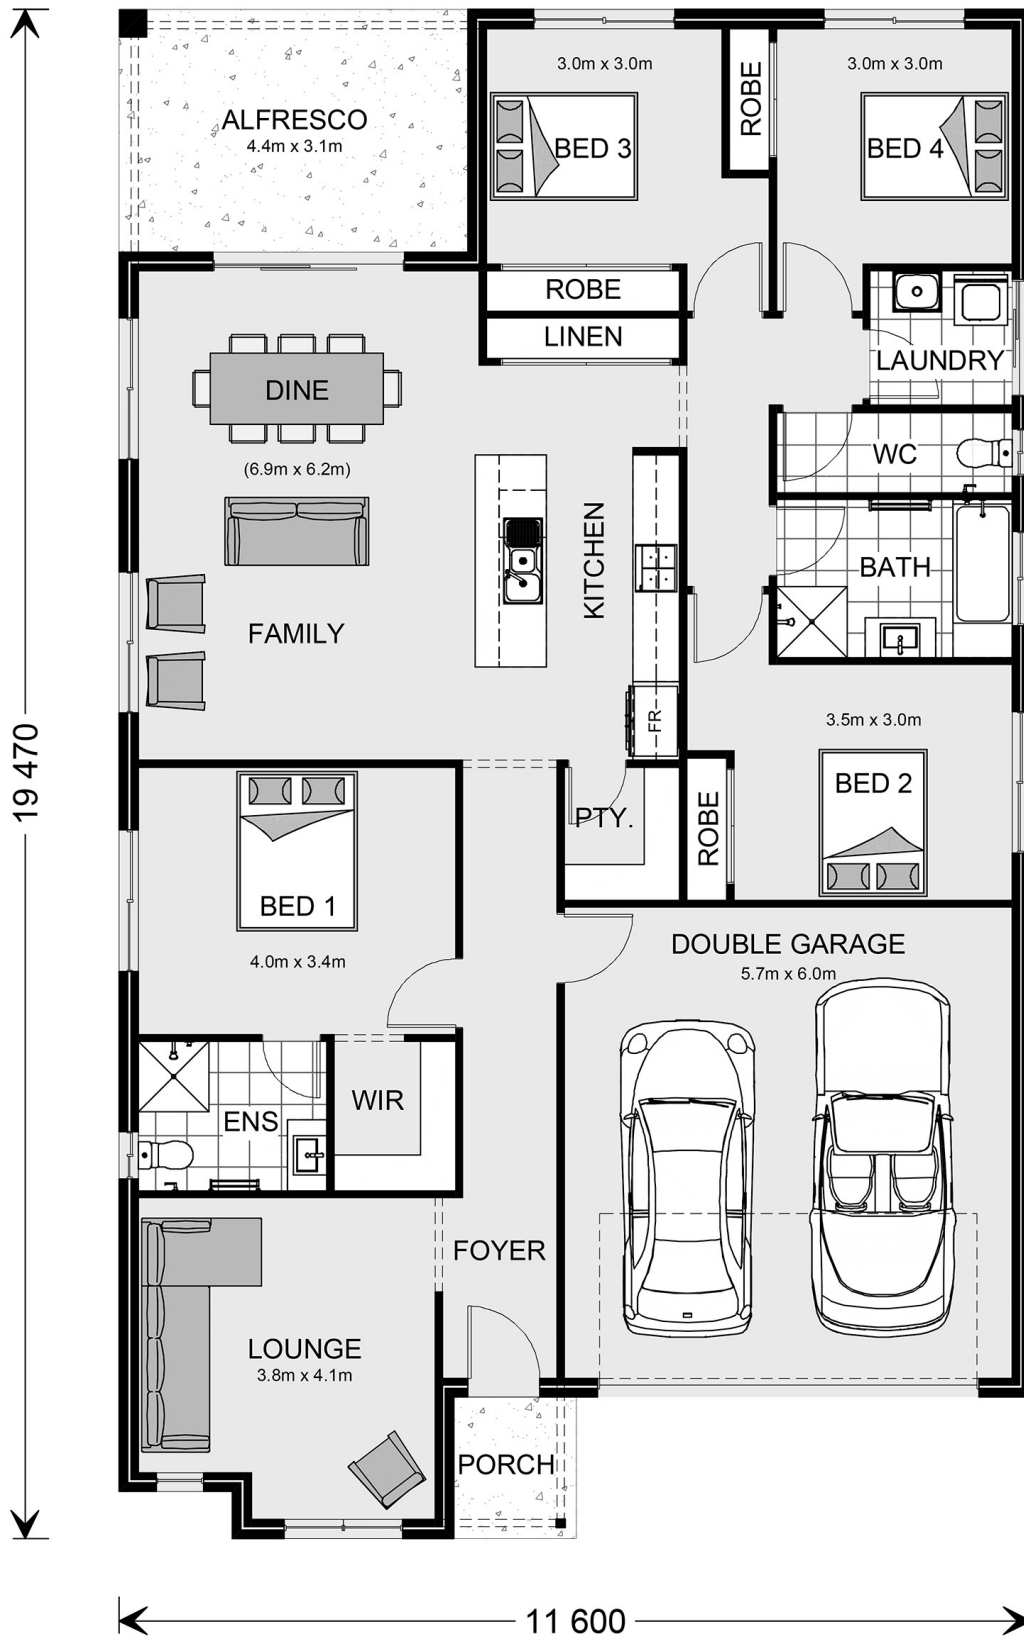 3.0m x 3.0m
ROBE
3.0m x 3.0m
ALFRESCO
4.4m x 3.1m
BED 3
BED 4
ROBE
LINEN
LAUNDRY
DINE
WC
(6.9m x 6.2m)
KITCHEN
BATH
FAMILY
FR
3.5m x 3.0m
19 470
BED 2
PTY.
ROBE
BED 1
4.0m x 3.4m
DOUBLE GARAGE
5.7m x 6.0m
WIR
ENS
FOYER
LOUNGE
3.8m x 4.1m
PORCH
11 600